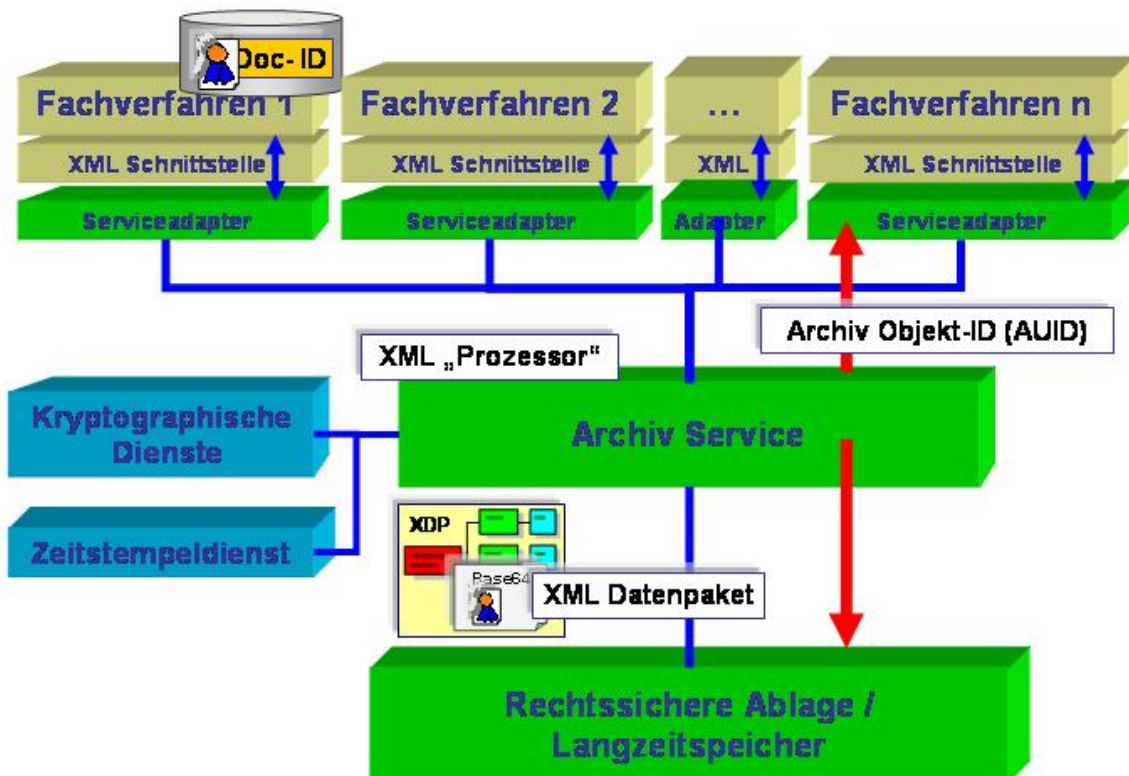 Doc- ID
Fachverfahren 1
Fachverfahren 2
...
Fachverfahren n
XML Schnittstelle
XML Schnittstelle
XML
XML Schnittstelle
Serviceadapter
Serviceadapter
Adapter
Serviceadapter
Archiv Objekt-ID (AUID)
XML „Prozessor“
Kryptographische
Dienste
Archiv Service
Zeitstempeldienst
XDP
Base64
XML Datenpaket
Rechtssichere Ablage /
Langzeitspeicher